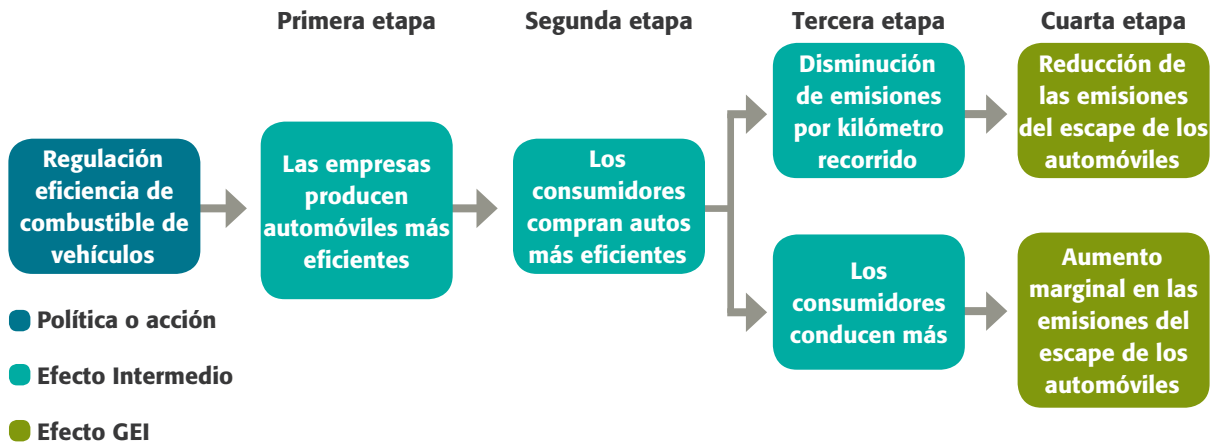 Primera etapa
Segunda etapa
Tercera etapa
Cuarta etapa
Regulación
eficiencia de
combustible de
vehículos
Las empresas
producen
automóviles más
eficientes
Los
consumidores
compran autos
más eficientes
Disminución
de emisiones
por kilómetro
recorrido
Reducción de
las emisiones
del escape de los
automóviles
Los
consumidores
conducen más
Aumento
marginal en las
emisiones del
escape de los
automóviles
Política o acción
Efecto Intermedio
Efecto GEI